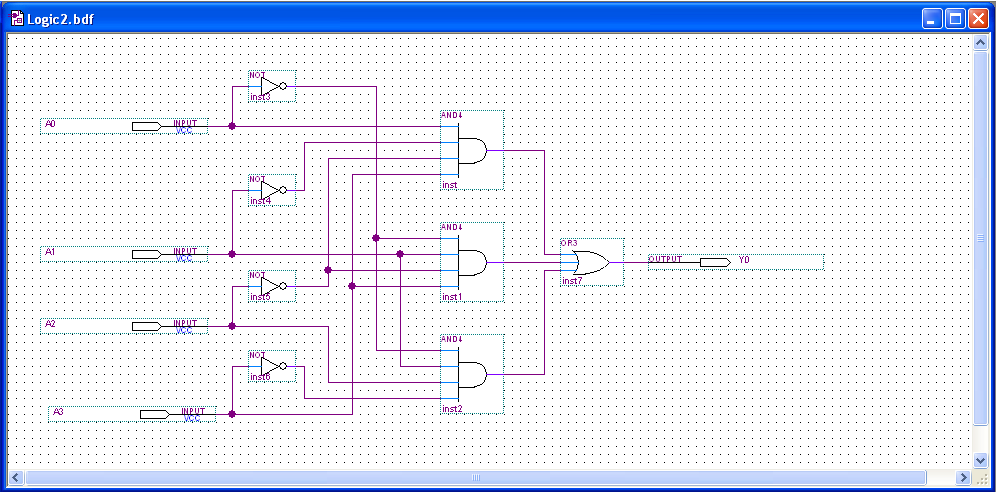 Logic2.bdf
NOT
inst3
A0
INPUT
VCC
AND4
inst
NOT
inst4
A1
INPUT
VCC
AND4
inst1
OR3
inst7
OUTPUT
Y0
NOT
inst5
A2
INPUT
VCC
AND4
inst2
NOT
inst6
A3
INPUT
VCC